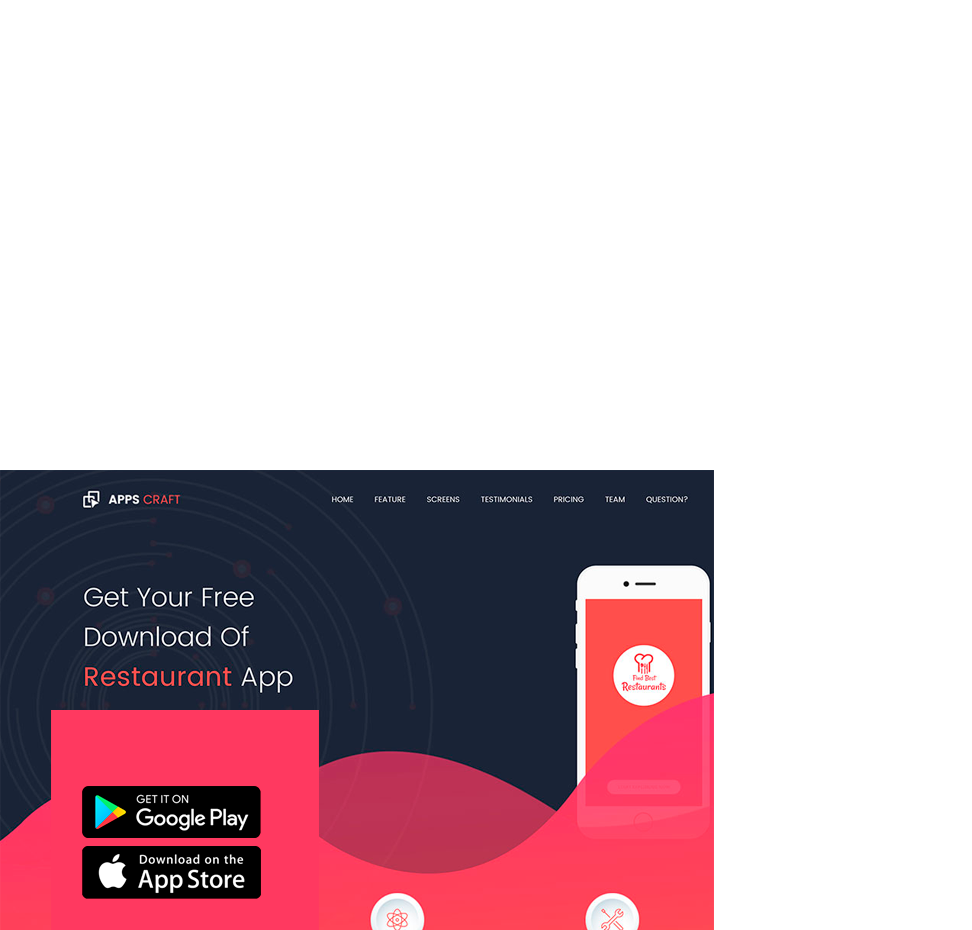 APPS CRAFT
HOME FEATURE SCREENS TESTIMONIALS PRICING TEAM QUESTION?
Get Your Free
Download Of
Restaurant App
Find Best
Restaurants
GET IT ON
Google Play
Download on the
App Store